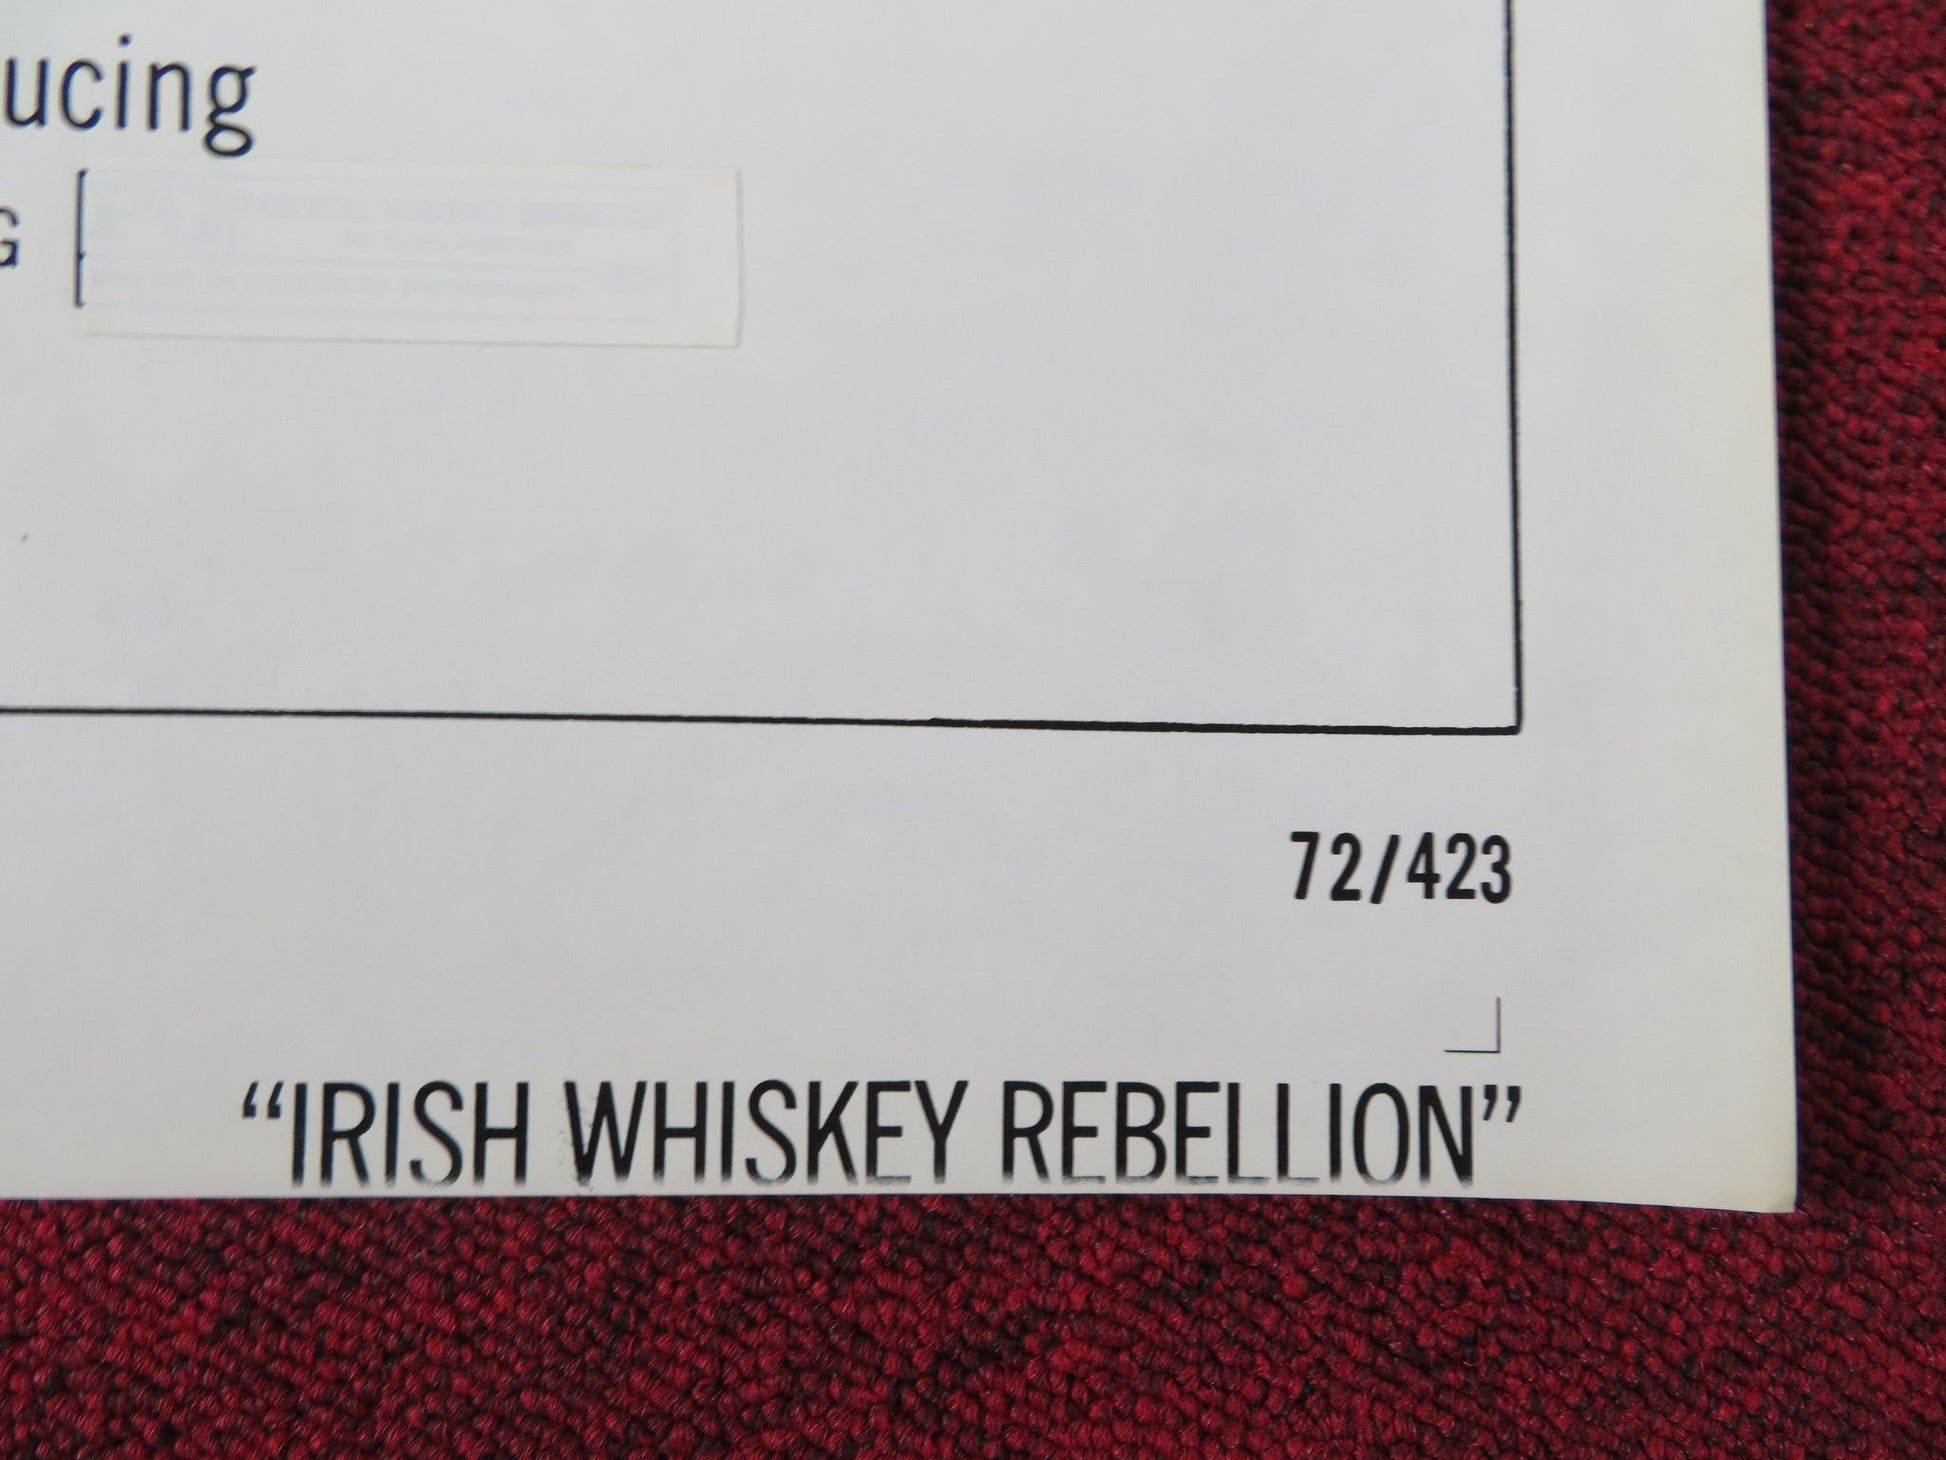 ucing
G
72/423
“IRISH WHISKEY REBELLION”